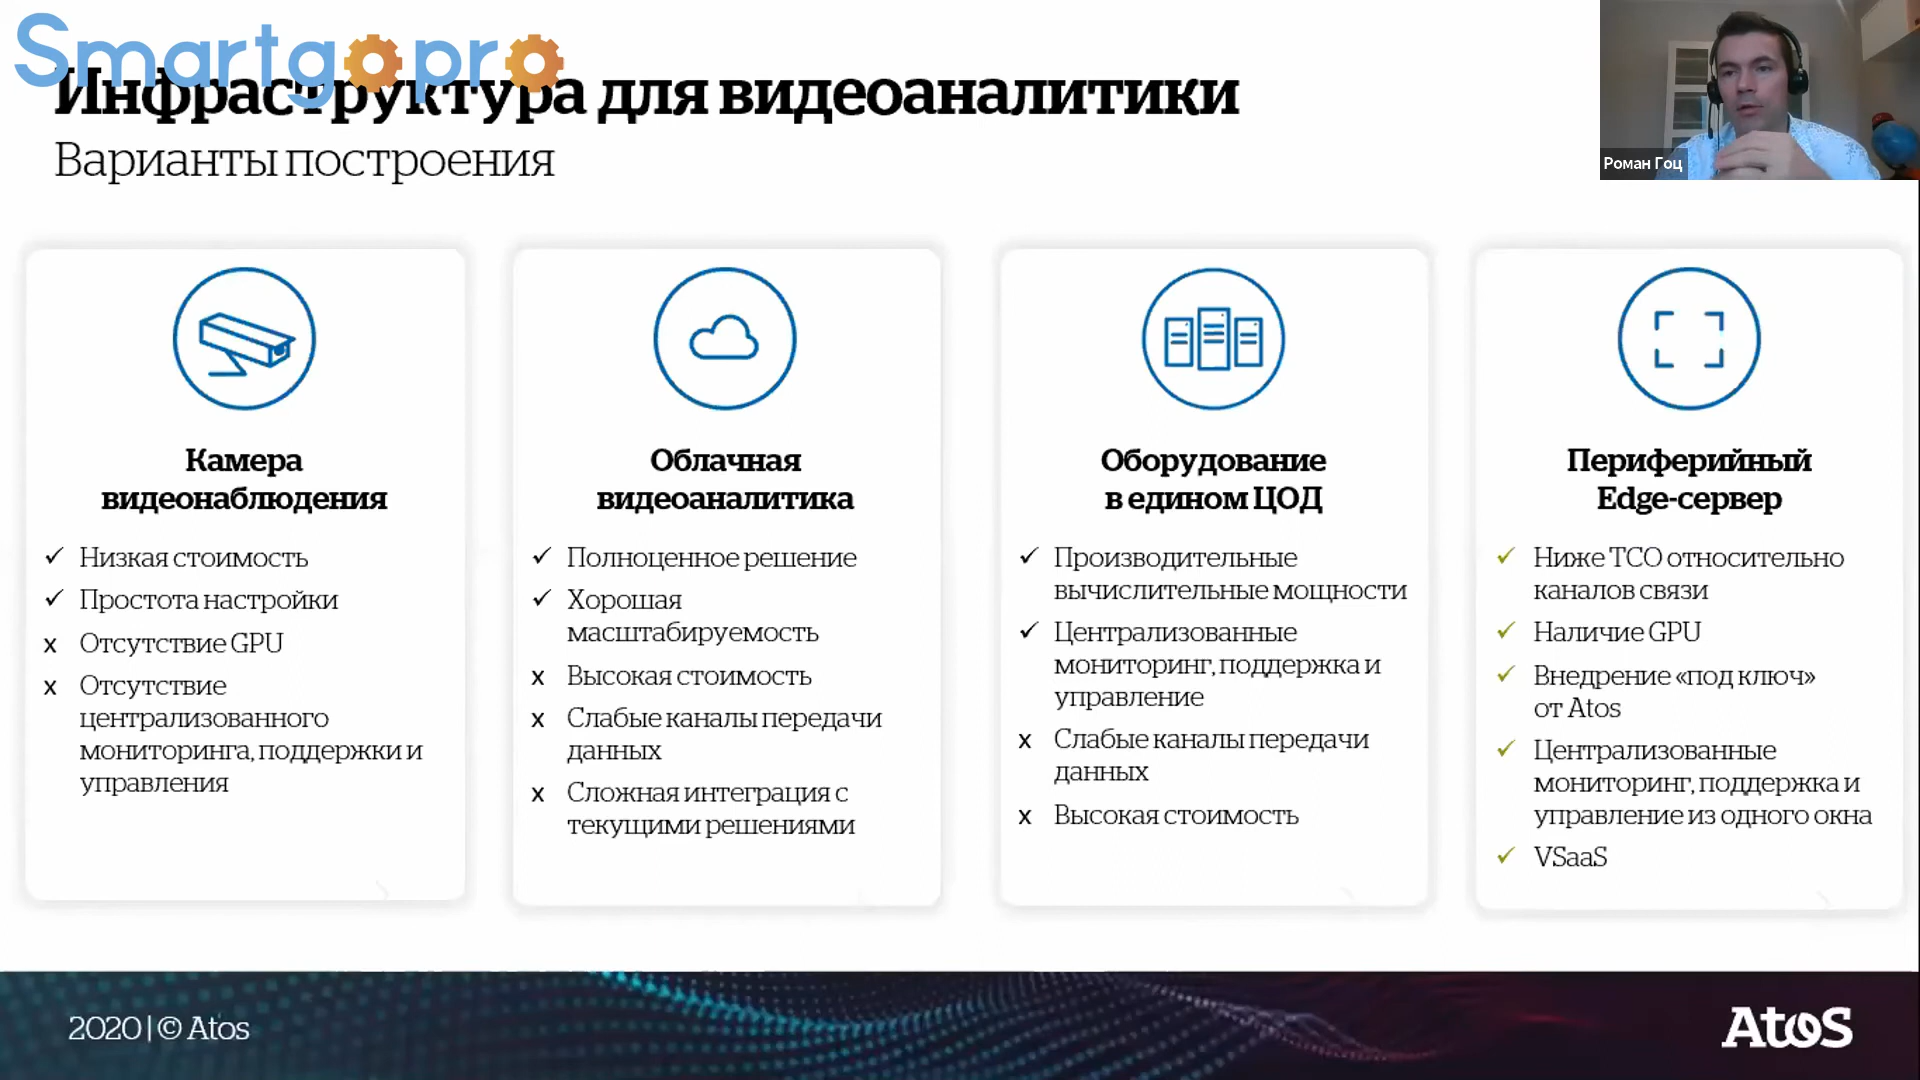 Smartgopro
Инфраструктура для видеоаналитики
Варианты построения
Роман Гоц
Камера
видеонаблюдения
✓ Низкая стоимость
✓ Простота настройки
x Отсутствие GPU
x Отсутствие
централизованного
мониторинга, поддержки и
управления
Облачная
видеоаналитика
✓ Полноценное решение
✓ Хорошая
масштабируемость
x Высокая стоимость
x Слабые каналы передачи
данных
x Сложная интеграция с
текущими решениями
Оборудование
в едином ЦОД
✓ Производительные
вычислительные мощности
✓ Централизованные
мониторинг, поддержка и
управление
x Слабые каналы передачи
данных
x Высокая стоимость
Периферийный
Edge-сервер
✓ Ниже TCO относительно
каналов связи
✓ Наличие GPU
✓ Внедрение «под ключ»
от Atos
✓ Централизованные
мониторинг, поддержка и
управление из одного окна
✓ VSaaS
2020 | © Atos
Atos